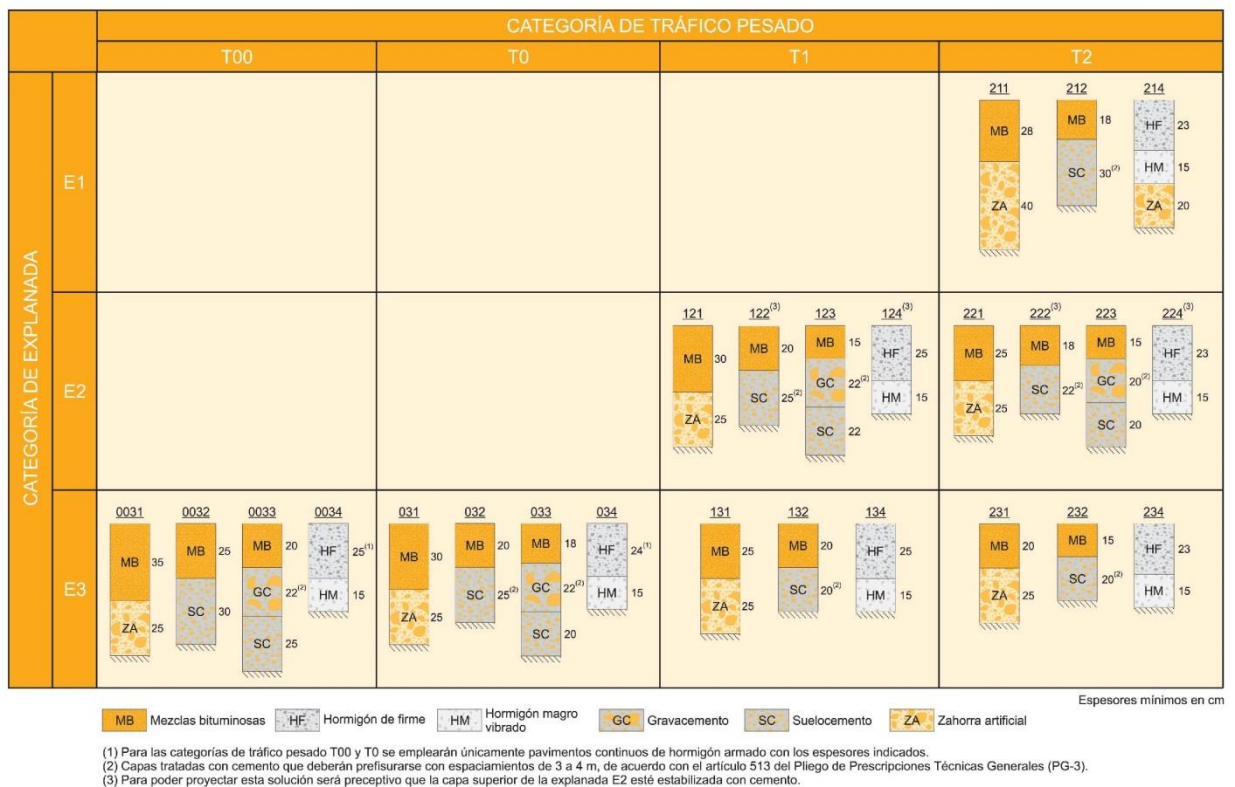 CATEGORÍA DE TRÁFICO PESADO
T00 T0 T1 T2
CATEGORÍA DE EXPLANADA
E1
211 212 214
MB 28 MB 18 HF 23
SC 30(2) HM 15
ZA 40 ZA 20
E2
121 122(3) 123 124(3) 221 222(3) 223 224(3)
MB 30 MB 20 MB 15 HF 25 MB 25 MB 18 MB 15 HF 23
ZA 25 SC 25(2) GC 22(2) HM 15 ZA 25 SC 22(2) GC 20(2) HM 15
SC 22 SC 20
E3
0031 0032 0033 0034 031 032 033 034 131 132 134 231 232 234
MB 35 MB 25 MB 20 HF 25(1) MB 30 MB 20 MB 18 HF 24(1) MB 25 MB 20 HF 25 MB 20 MB 15 HF 23
ZA 25 SC 30 GC 22(2) HM 15 ZA 25 SC 25(2) GC 22(2) HM 15 ZA 25 SC 20(2) HM 15 ZA 25 SC 20(2) HM 15
SC 25 SC 20
Espesores mínimos en cm
MB Mezclas bituminosas HF Hormigón de firme HM Hormigón magro vibrado GC Gravacemento SC Suelocemento ZA Zahorra artificial
(1) Para las categorías de tráfico pesado T00 y T0 se emplearán únicamente pavimentos continuos de hormigón armado con los espesores indicados.
(2) Capas tratadas con cemento que deberán prefisurarse con espaciamientos de 3 a 4 m, de acuerdo con el artículo 513 del Pliego de Prescripciones Técnicas Generales (PG-3).
(3) Para poder proyectar esta solución será preceptivo que la capa superior de la explanada E2 esté estabilizada con cemento.